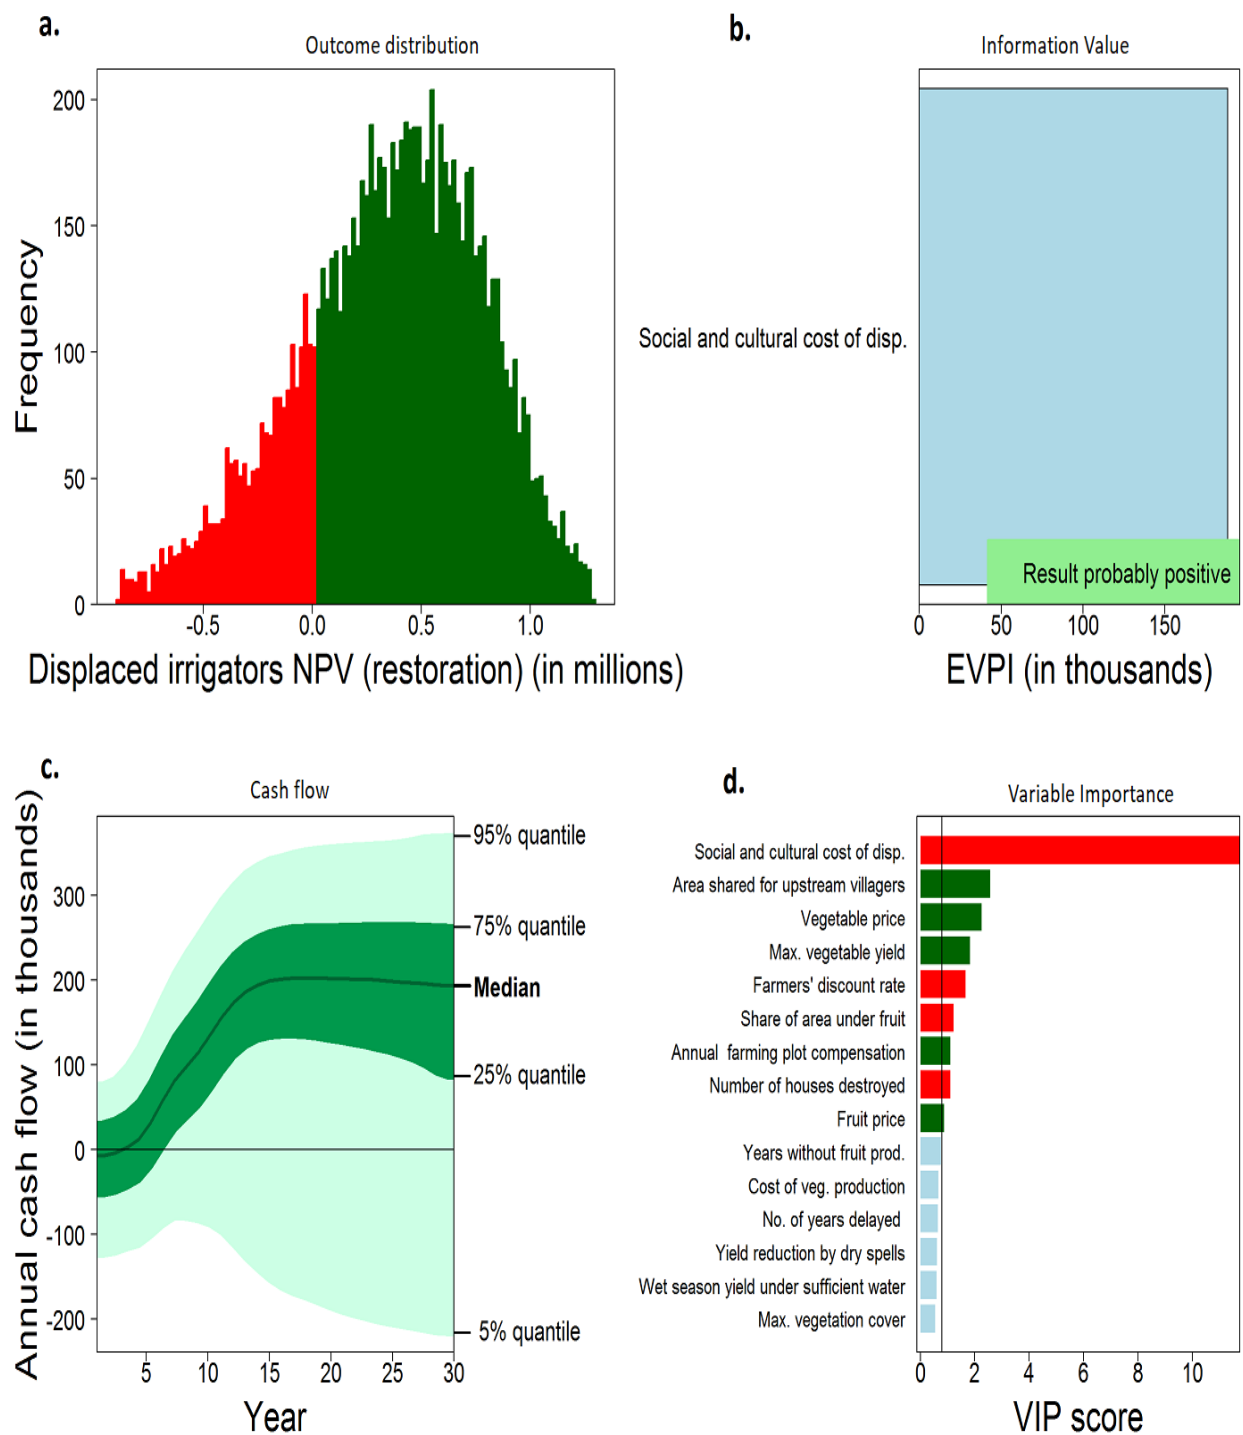 a.
Outcome distribution
200
150
100
50
0
Frequency
-0.5
0.0
0.5
1.0
Displaced irrigators NPV (restoration) (in millions)
b.
Information Value
Social and cultural cost of disp.
Result probably positive
0
50
100
150
EVPI (in thousands)
c.
Cash flow
Annual cash flow (in thousands)
300
200
100
0
-100
-200
95% quantile
75% quantile
Median
25% quantile
5% quantile
5
10
15
20
25
30
Year
d.
Variable Importance
Social and cultural cost of disp.
Area shared for upstream villagers
Vegetable price
Max. vegetable yield
Farmers' discount rate
Share of area under fruit
Annual farming plot compensation
Number of houses destroyed
Fruit price
Years without fruit prod.
Cost of veg. production
No. of years delayed
Yield reduction by dry spells
Wet season yield under sufficient water
Max. vegetation cover
0
2
4
6
8
10
VIP score